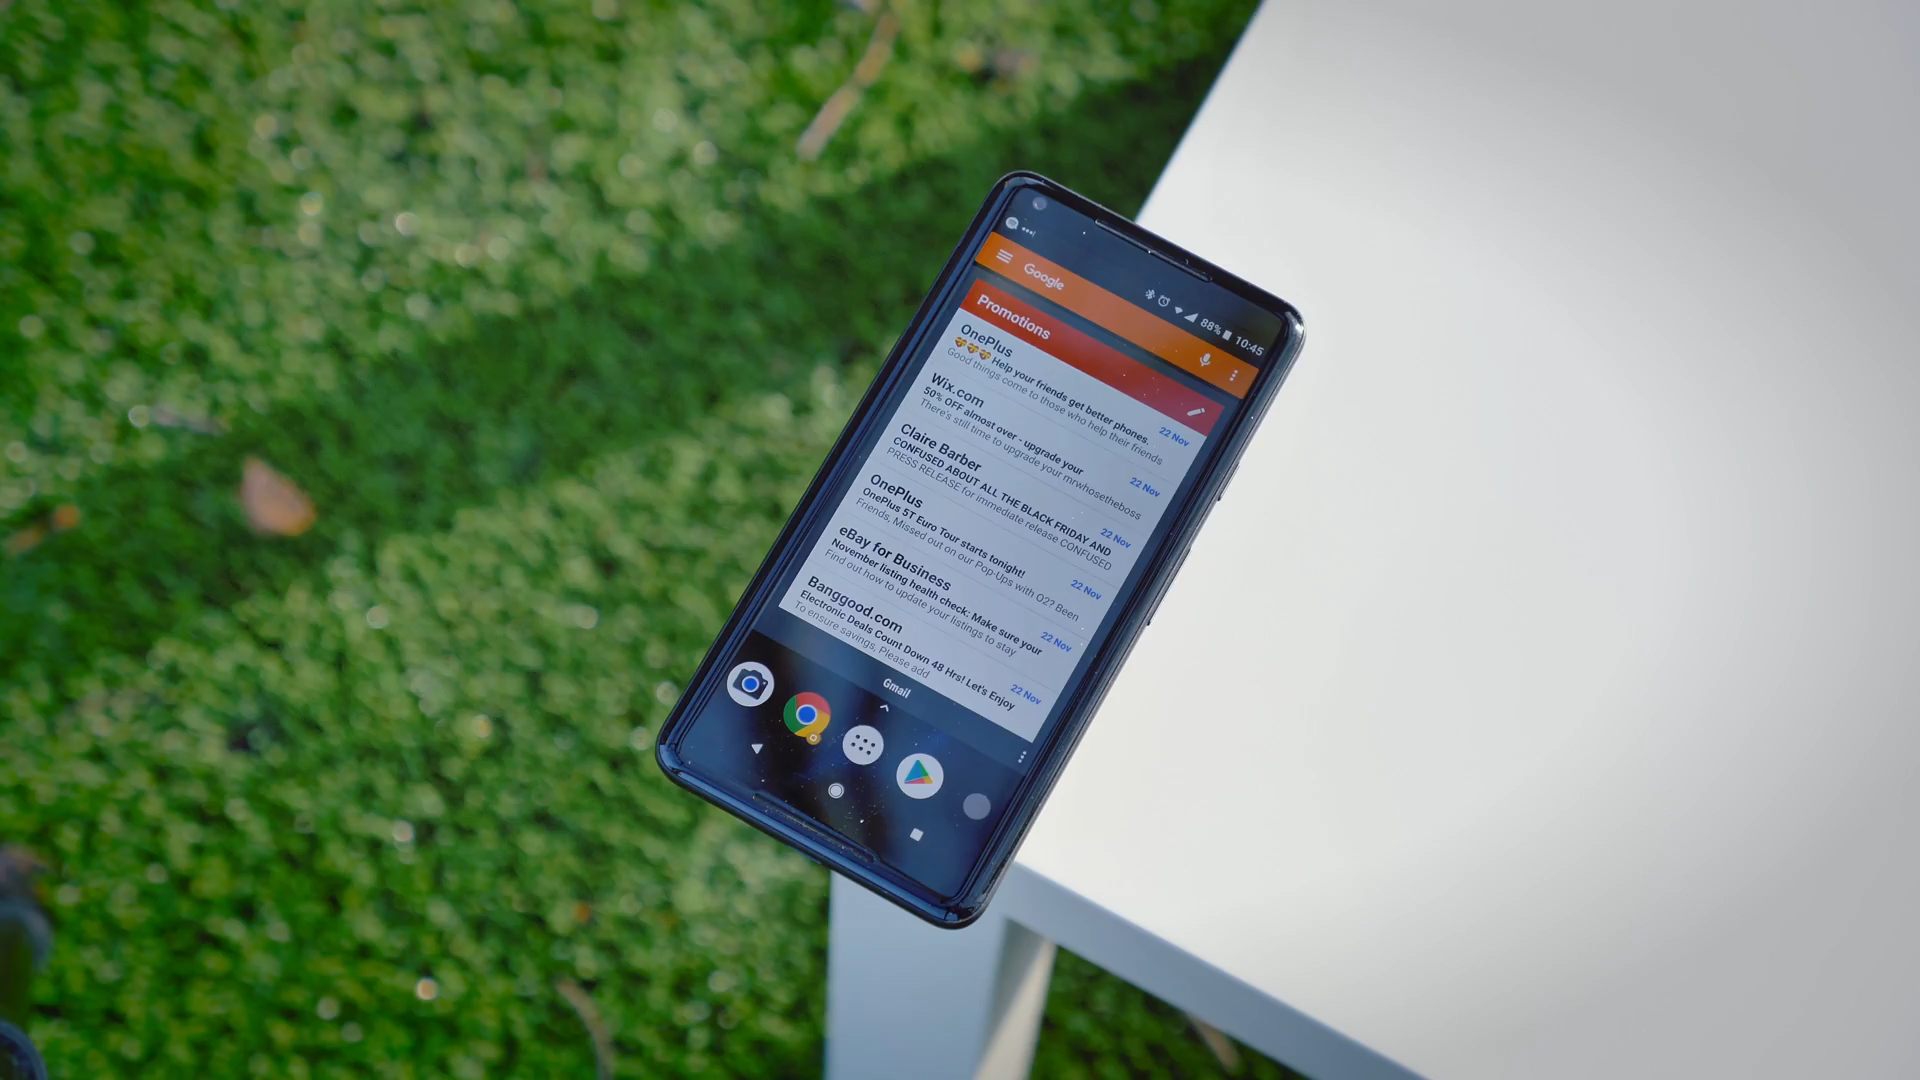 88% 10:45
Google
Promotions
OnePlus
Help your friends get better phones. 22 Nov
Good things come to those who help their friends
Wix.com
50% OFF almost over - upgrade your 22 Nov
There's still time to upgrade your mrwhosetheboss
Claire Barber
CONFUSED ABOUT ALL THE BLACK FRIDAY AND 22 Nov
PRESS RELEASE for immediate release CONFUSED
OnePlus
OnePlus 5T Euro Tour starts tonight! 22 Nov
Friends, Missed out on our Pop-Ups with O2? Been
eBay for Business
November listing health check: Make sure your 22 Nov
Find out how to update your listings to stay
Banggood.com
Electronic Deals Count Down 48 Hrs! Let's Enjoy 22 Nov
To ensure savings, Please add
Gmail